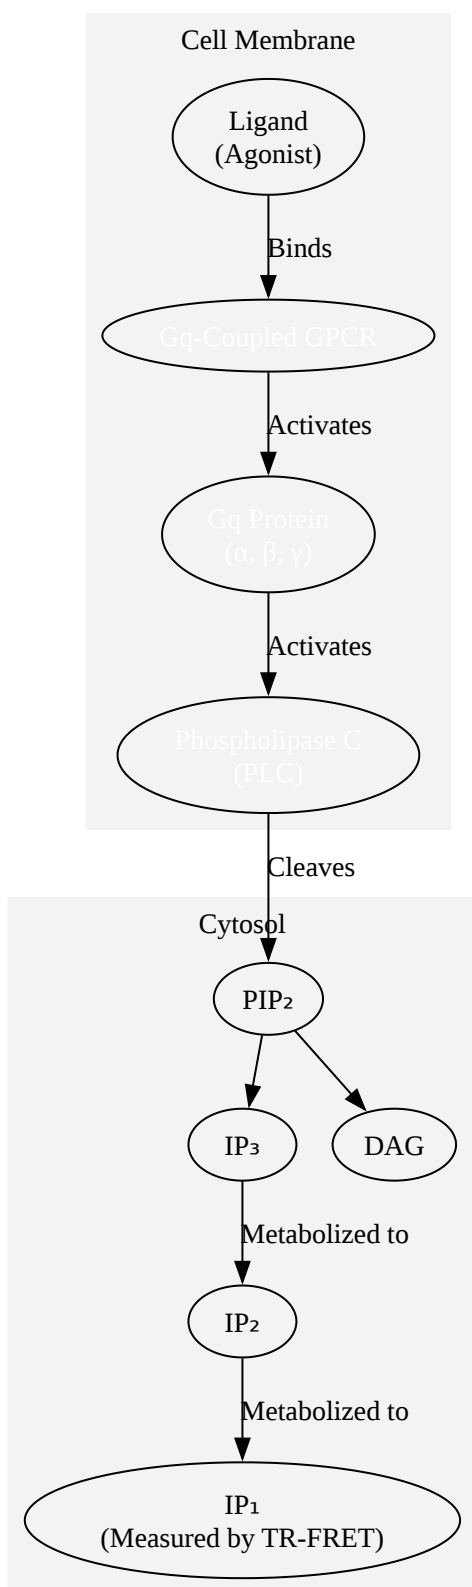 Cell Membrane
Ligand
(Agonist)
Binds
Gq-Coupled GPCR
Activates
Gq Protein
(α, β, γ)
Activates
Phospholipase C
(PLC)
Cleaves
Cytosol
PIP₂
IP₃
DAG
Metabolized to
IP₂
Metabolized to
IP₁
(Measured by TR-FRET)